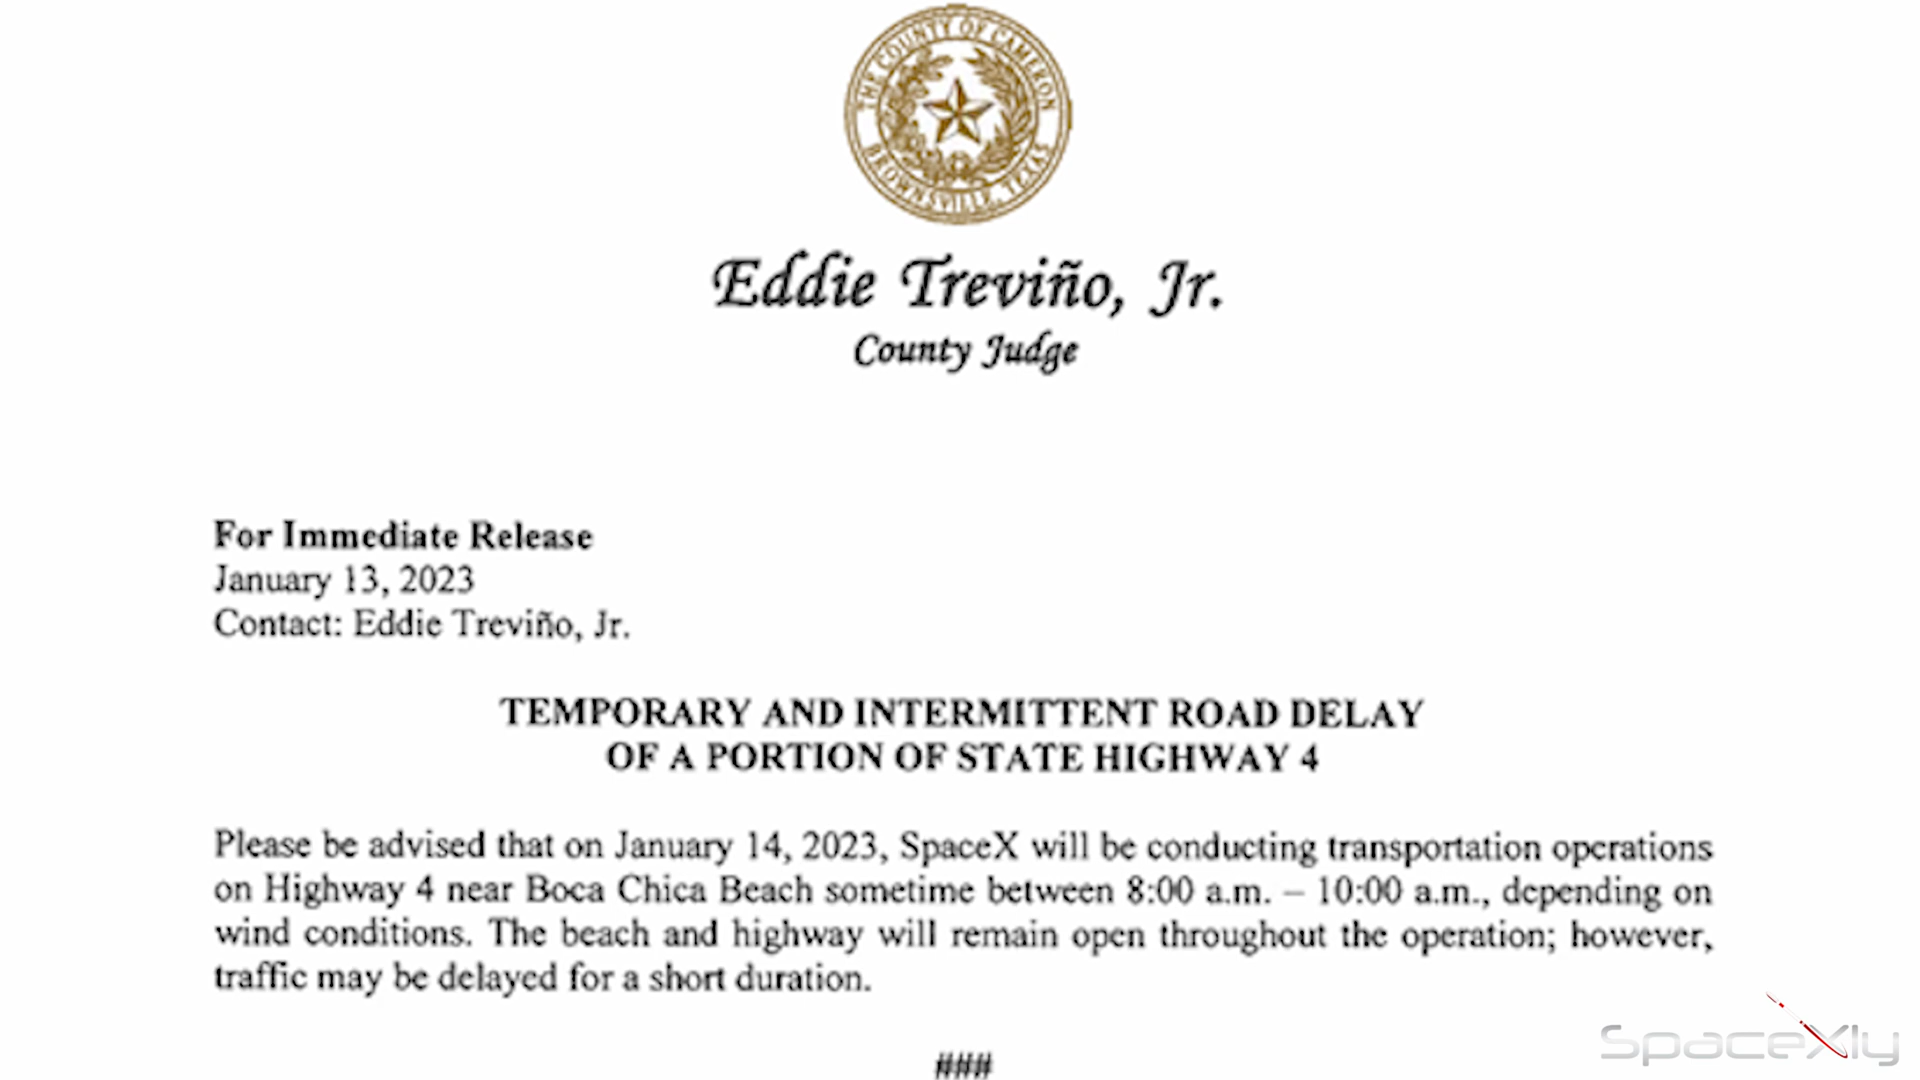 THE COUNTY OF CAMERON
BROWNSVILLE, TEXAS
Eddie Treviño, Jr.
County Judge
For Immediate Release
January 13, 2023
Contact: Eddie Treviño, Jr.
TEMPORARY AND INTERMITTENT ROAD DELAY
OF A PORTION OF STATE HIGHWAY 4
Please be advised that on January 14, 2023, SpaceX will be conducting transportation operations
on Highway 4 near Boca Chica Beach sometime between 8:00 a.m. – 10:00 a.m., depending on
wind conditions. The beach and highway will remain open throughout the operation; however,
traffic may be delayed for a short duration.
###
SpaceXly